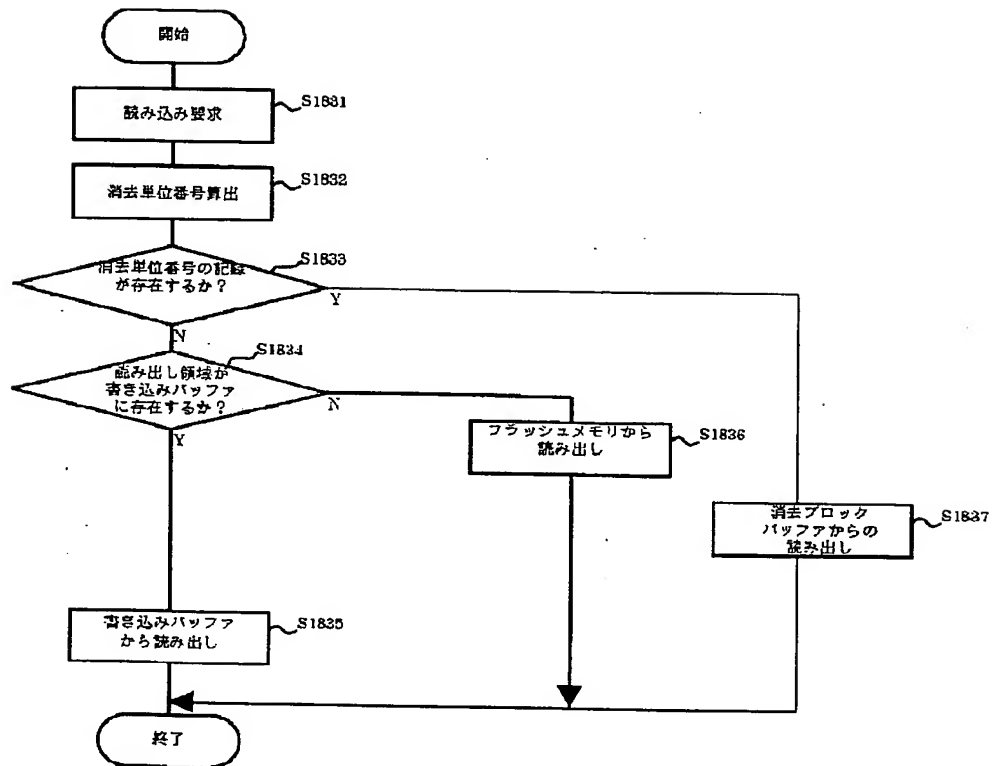 開始
読み込み要求
S1831
消去単位番号算出
S1832
消去単位番号の記録
が存在するか?
S1833
Y
N
読み出し領域が
書き込みバッファ
に存在するか?
S1834
N
Y
フラッシュメモリから
読み出し
S1836
消去ブロック
バッファからの
読み出し
S1837
書き込みバッファ
から読み出し
S1835
終了